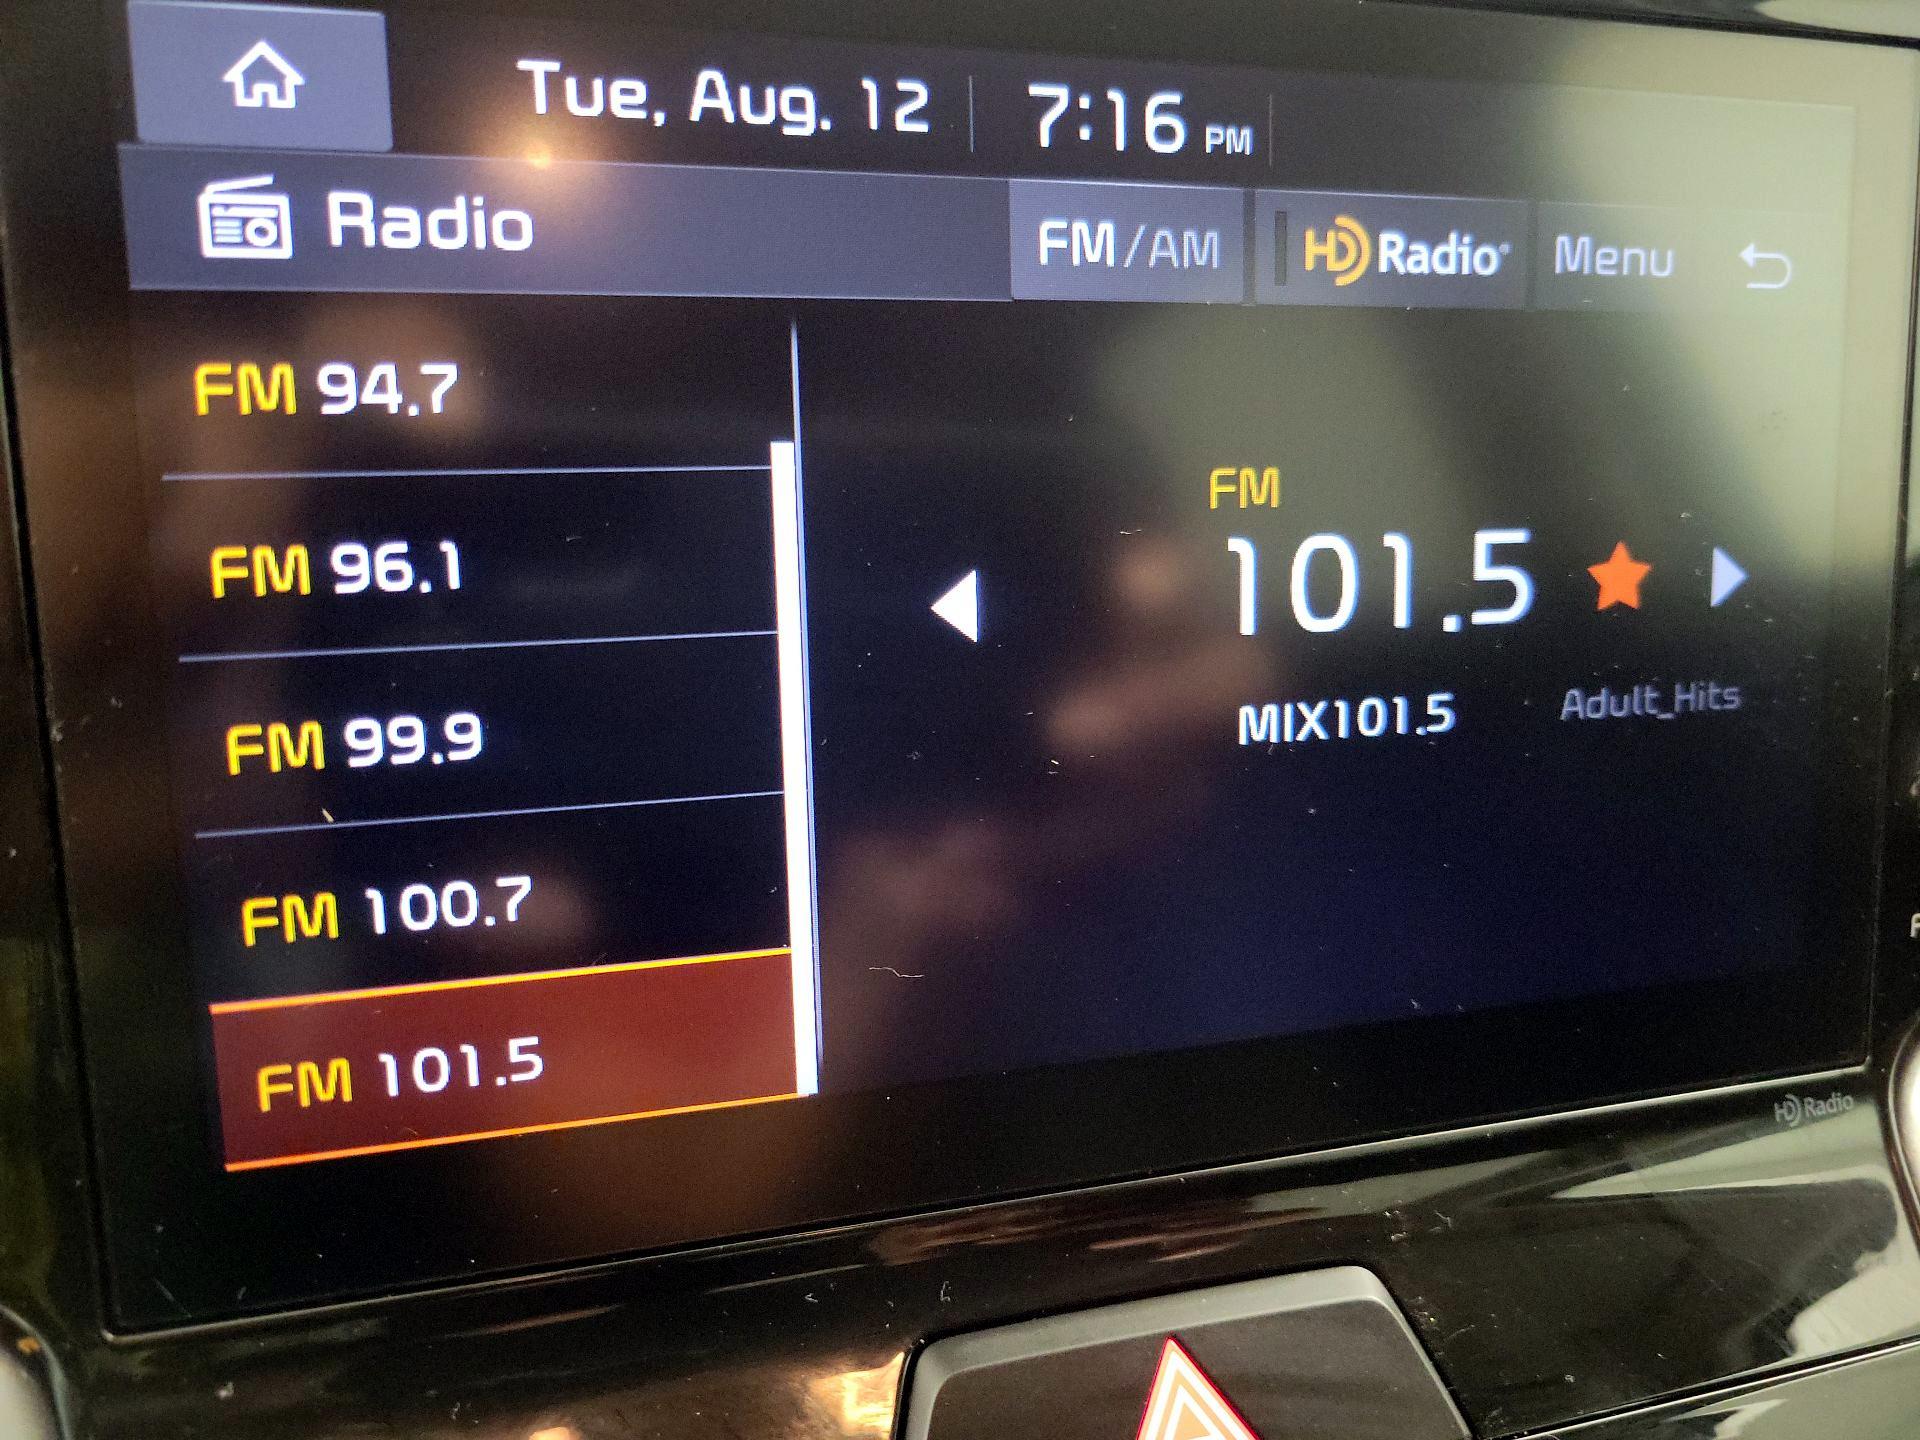 Tue, Aug. 12 7:16 PM
Radio FM/AM HD Radio® Menu
FM 94.7
FM 96.1
FM 99.9
FM 100.7
FM 101.5
FM
101.5
MIX101.5 Adult_Hits
HD Radio